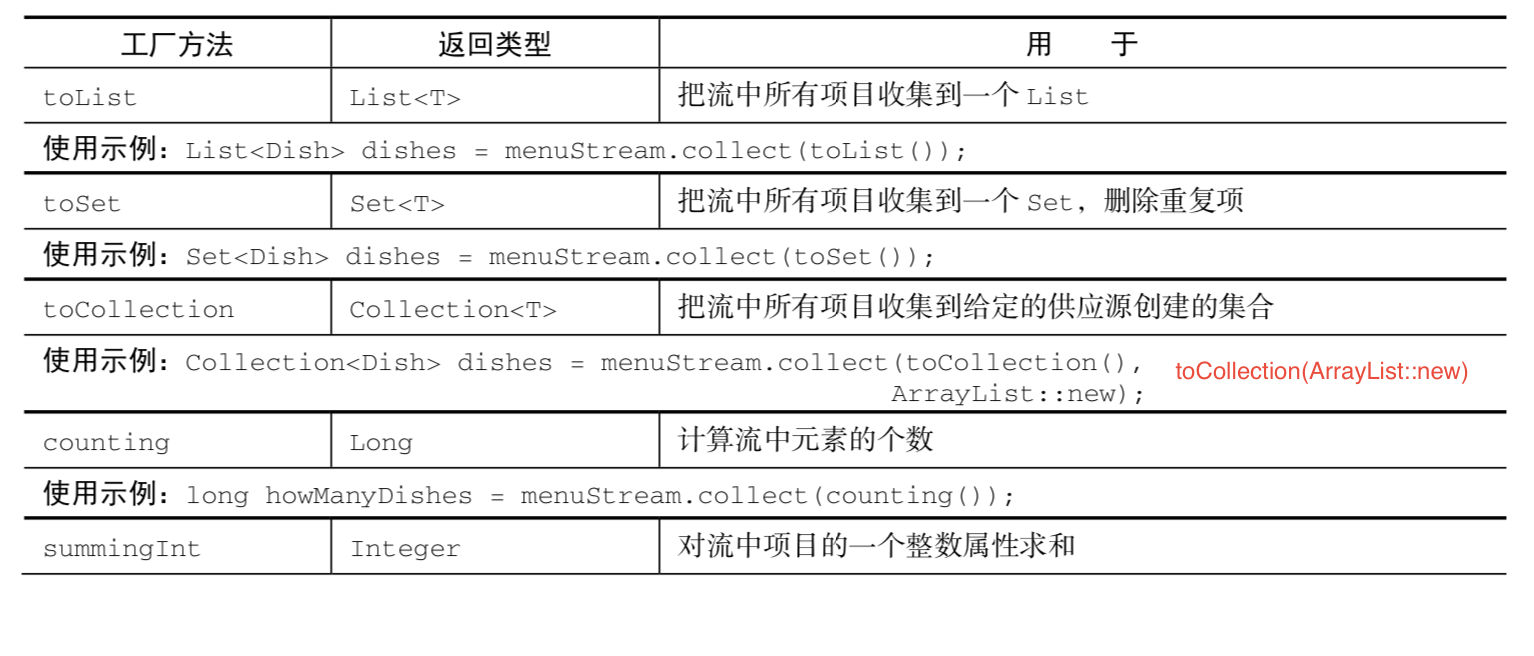 工厂方法 返回类型 用 于
toList List<T> 把流中所有项目收集到一个 List
使用示例：List<Dish> dishes = menuStream.collect(toList());
toSet Set<T> 把流中所有项目收集到一个 Set，删除重复项
使用示例：Set<Dish> dishes = menuStream.collect(toSet());
toCollection Collection<T> 把流中所有项目收集到给定的供应源创建的集合
使用示例：Collection<Dish> dishes = menuStream.collect(toCollection(), toCollection(ArrayList::new)
ArrayList::new);
counting Long 计算流中元素的个数
使用示例：long howManyDishes = menuStream.collect(counting());
summingInt Integer 对流中项目的一个整数属性求和